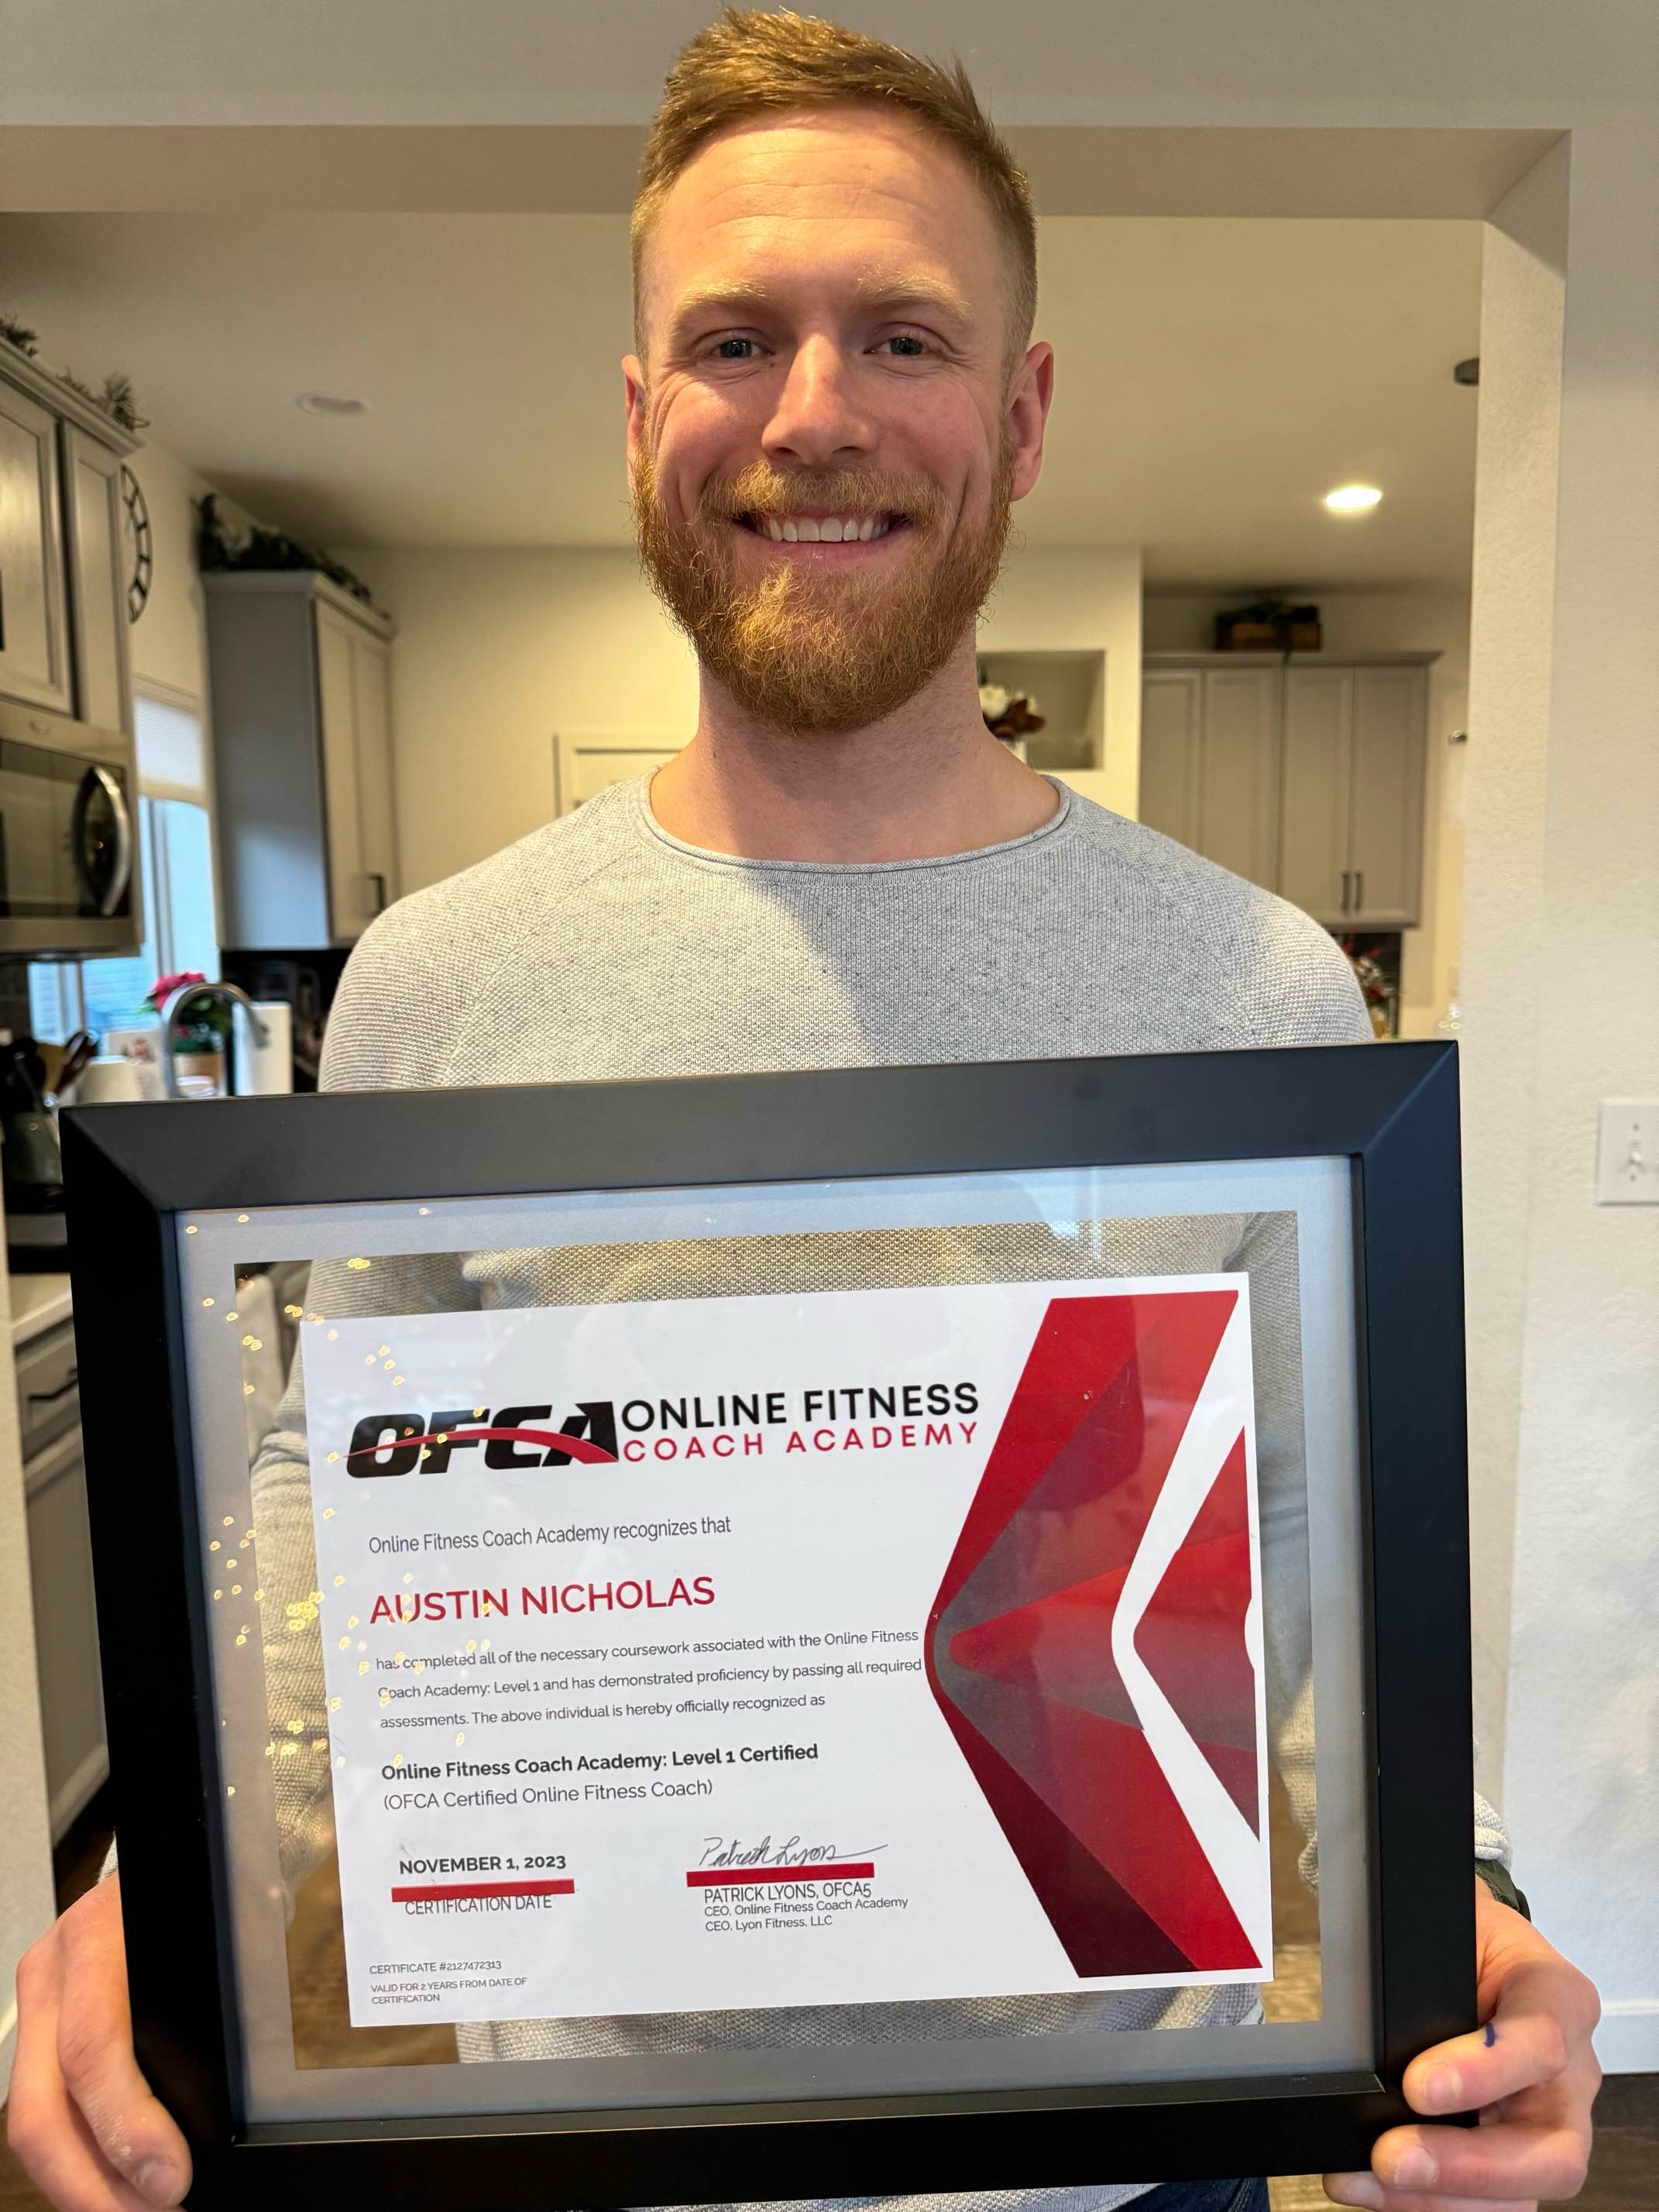 OFCA ONLINE FITNESS
COACH ACADEMY
Online Fitness Coach Academy recognizes that
AUSTIN NICHOLAS
has completed all of the necessary coursework associated with the Online Fitness
Coach Academy: Level 1 and has demonstrated proficiency by passing all required
assessments. The above individual is hereby officially recognized as
Online Fitness Coach Academy: Level 1 Certified
(OFCA Certified Online Fitness Coach)
NOVEMBER 1, 2023
CERTIFICATION DATE
Patrick Lyons
PATRICK LYONS, OFCA5
CEO, Online Fitness Coach Academy
CEO, Lyon Fitness, LLC
CERTIFICATE #2127472313
VALID FOR 2 YEARS FROM DATE OF
CERTIFICATION